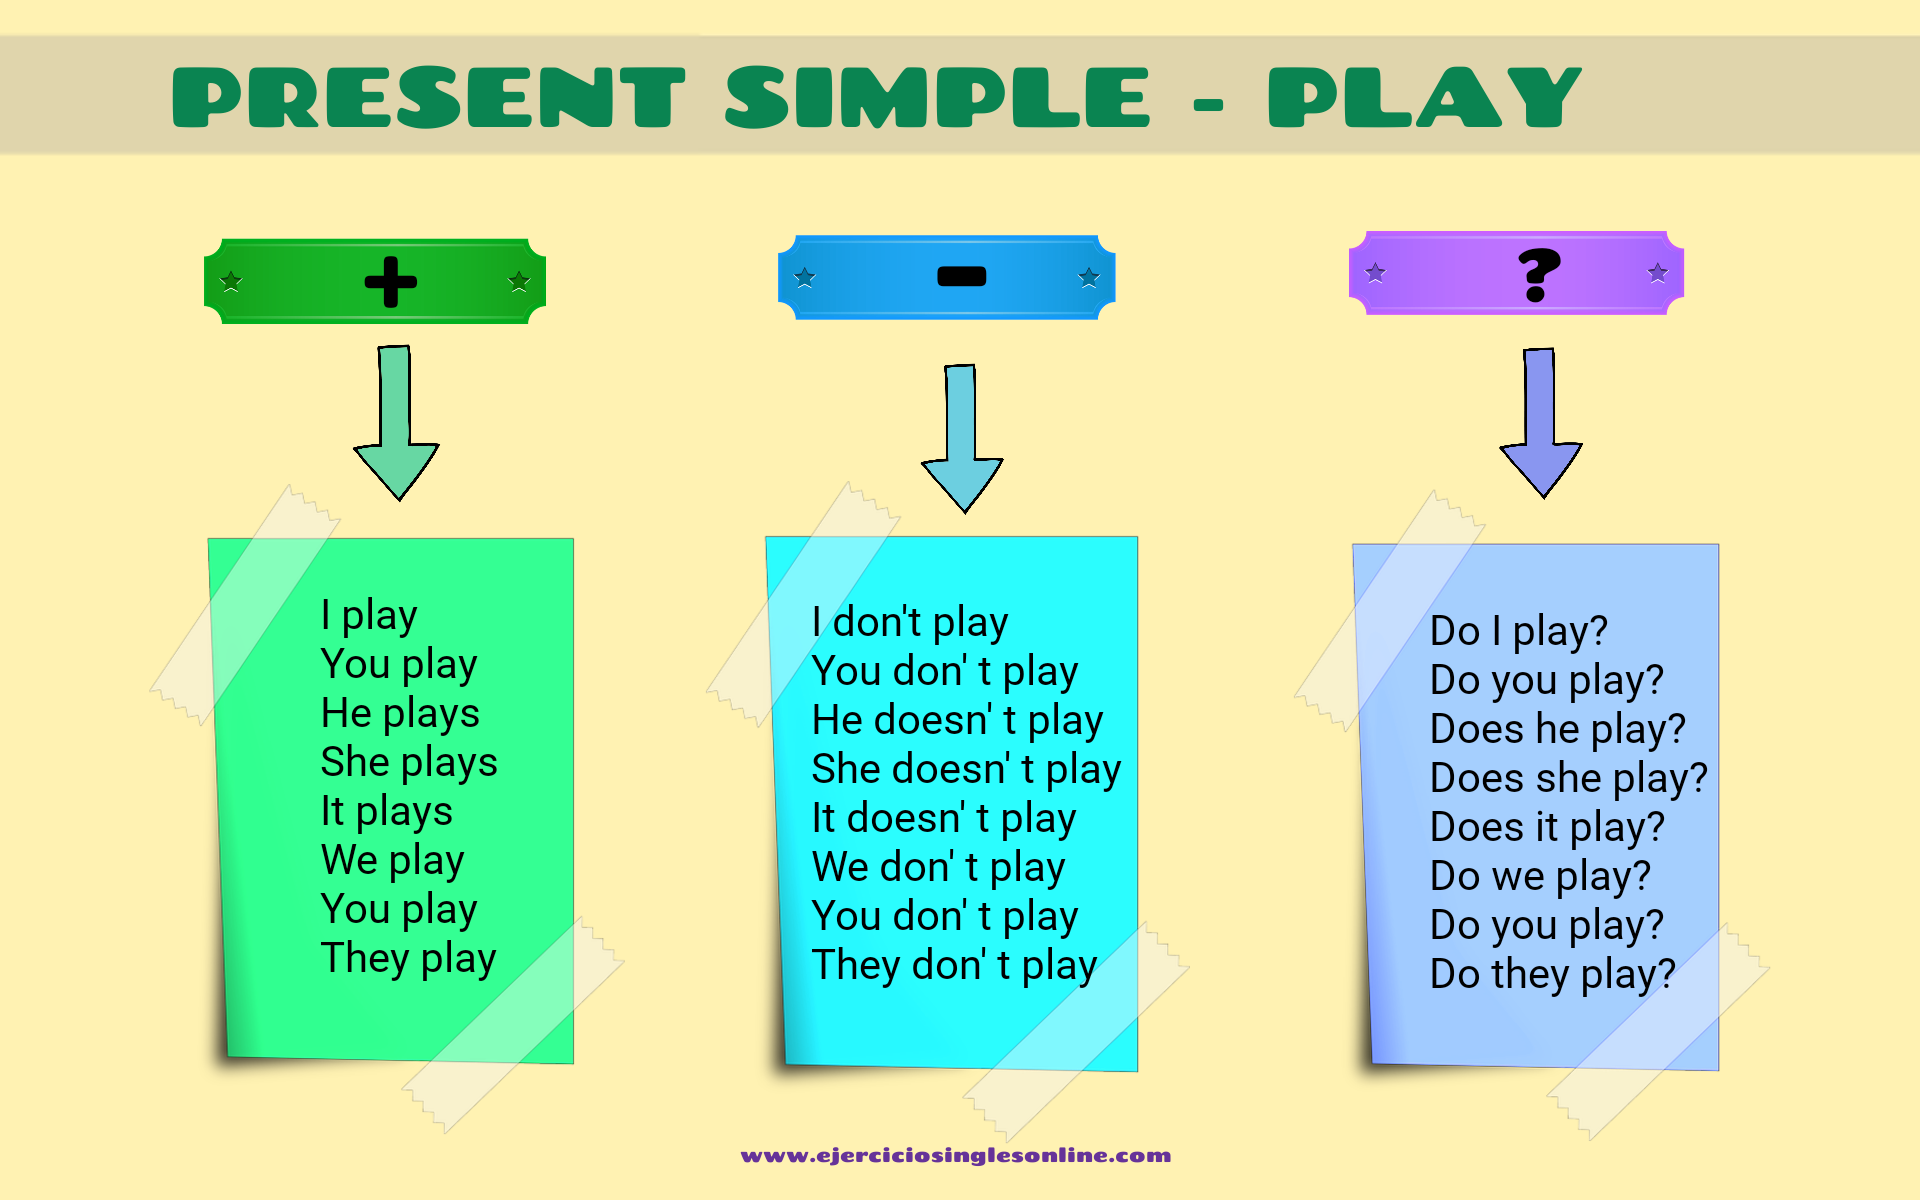 PRESENT SIMPLE - PLAY
+
-
?
I play
You play
He plays
She plays
It plays
We play
You play
They play
I don't play
You don' t play
He doesn' t play
She doesn' t play
It doesn' t play
We don' t play
You don' t play
They don' t play
Do I play?
Do you play?
Does he play?
Does she play?
Does it play?
Do we play?
Do you play?
Do they play?
www.ejerciciosinglesonline.com